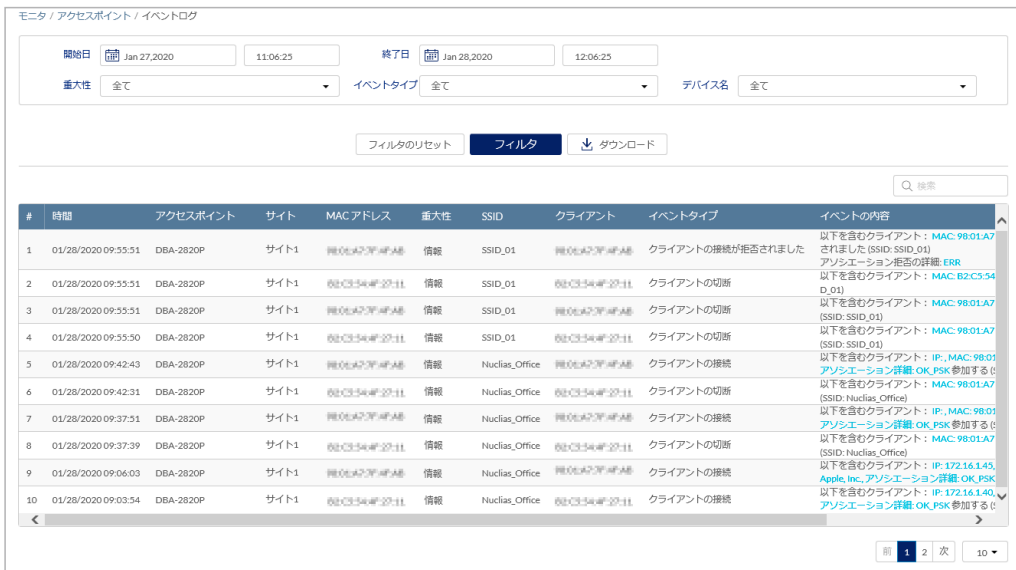 モニタ / アクセスポイント / イベントログ
開始日 Jan 27,2020 11:06:25 終了日 Jan 28,2020 12:06:25
重大性 全て イベントタイプ 全て デバイス名 全て
フィルタのリセット フィルタ ダウンロード
検索
# 時間 アクセスポイント サイト MAC アドレス 重大性 SSID クライアント イベントタイプ イベントの内容
1 01/28/2020 09:55:51 DBA-2820P サイト1 情報 SSID_01 クライアントの接続が拒否されました 以下を含むクライアント： MAC: 98:01:A7
されました (SSID: SSID_01)
アソシエーション拒否の詳細: ERR
2 01/28/2020 09:55:51 DBA-2820P サイト1 情報 SSID_01 クライアントの切断 以下を含むクライアント： MAC: B2:C5:54
D_01)
3 01/28/2020 09:55:51 DBA-2820P サイト1 情報 SSID_01 クライアントの切断 以下を含むクライアント： MAC: 98:01:A7
(SSID: SSID_01)
4 01/28/2020 09:55:50 DBA-2820P サイト1 情報 SSID_01 クライアントの切断 以下を含むクライアント： MAC: 98:01:A7
(SSID: SSID_01)
5 01/28/2020 09:42:43 DBA-2820P サイト1 情報 Nuclias_Office クライアントの接続 以下を含むクライアント： IP: , MAC: 98:01
アソシエーション詳細: OK_PSK 参加する (S
6 01/28/2020 09:42:31 DBA-2820P サイト1 情報 Nuclias_Office クライアントの切断 以下を含むクライアント： MAC: 98:01:A7
(SSID: Nuclias_Office)
7 01/28/2020 09:37:51 DBA-2820P サイト1 情報 Nuclias_Office クライアントの接続 以下を含むクライアント： IP: , MAC: 98:01
アソシエーション詳細: OK_PSK 参加する (S
8 01/28/2020 09:37:39 DBA-2820P サイト1 情報 Nuclias_Office クライアントの切断 以下を含むクライアント： MAC: 98:01:A7
(SSID: Nuclias_Office)
9 01/28/2020 09:06:03 DBA-2820P サイト1 情報 Nuclias_Office クライアントの接続 以下を含むクライアント： IP: 172.16.1.45,
Apple, Inc., アソシエーション詳細: OK_PSK
10 01/28/2020 09:03:54 DBA-2820P サイト1 情報 Nuclias_Office クライアントの接続 以下を含むクライアント： IP: 172.16.1.40,
アソシエーション詳細: OK_PSK 参加する (S
前 1 2 次 10